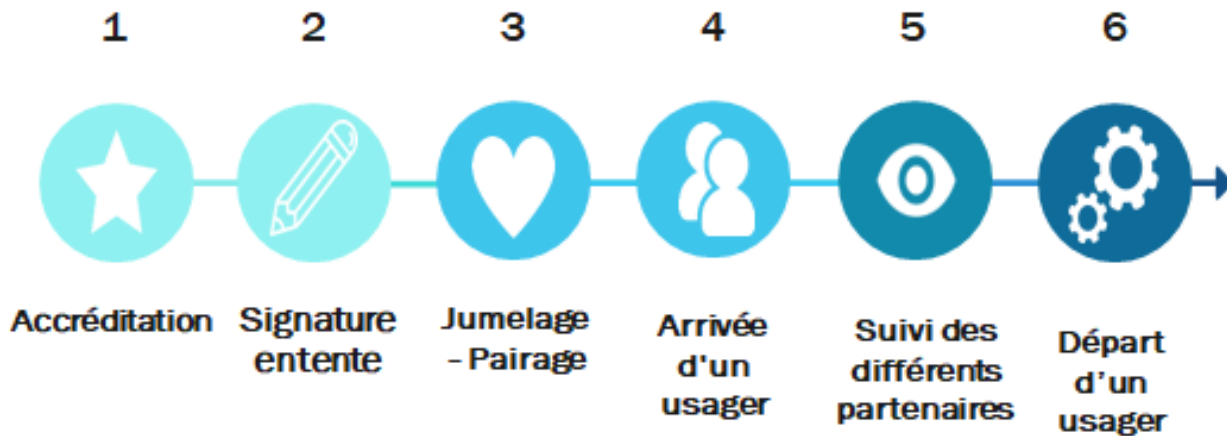 1
2
3
4
5
6
Accréditation
Signature
entente
Jumelage
– Pairage
Arrivée
d'un
usager
Suivi des
différents
partenaires
Départ
d’un
usager